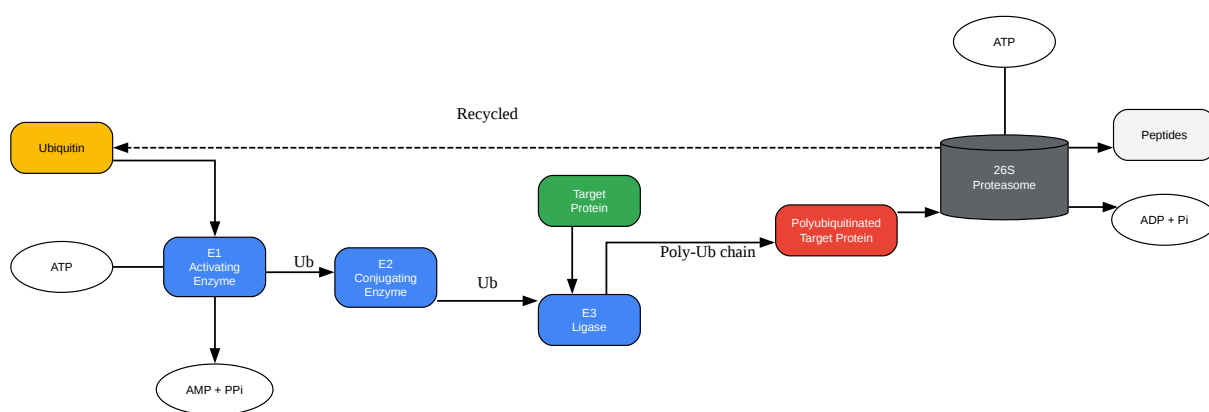 ATP
Recycled
Ubiquitin
Peptides
26S
Proteasome
Target
Protein
Polyubiquitinated
Target Protein
ADP + Pi
E1
Activating
Enzyme
Ub
E2
Conjugating
Enzyme
Poly-Ub chain
ATP
Ub
E3
Ligase
AMP + PPi